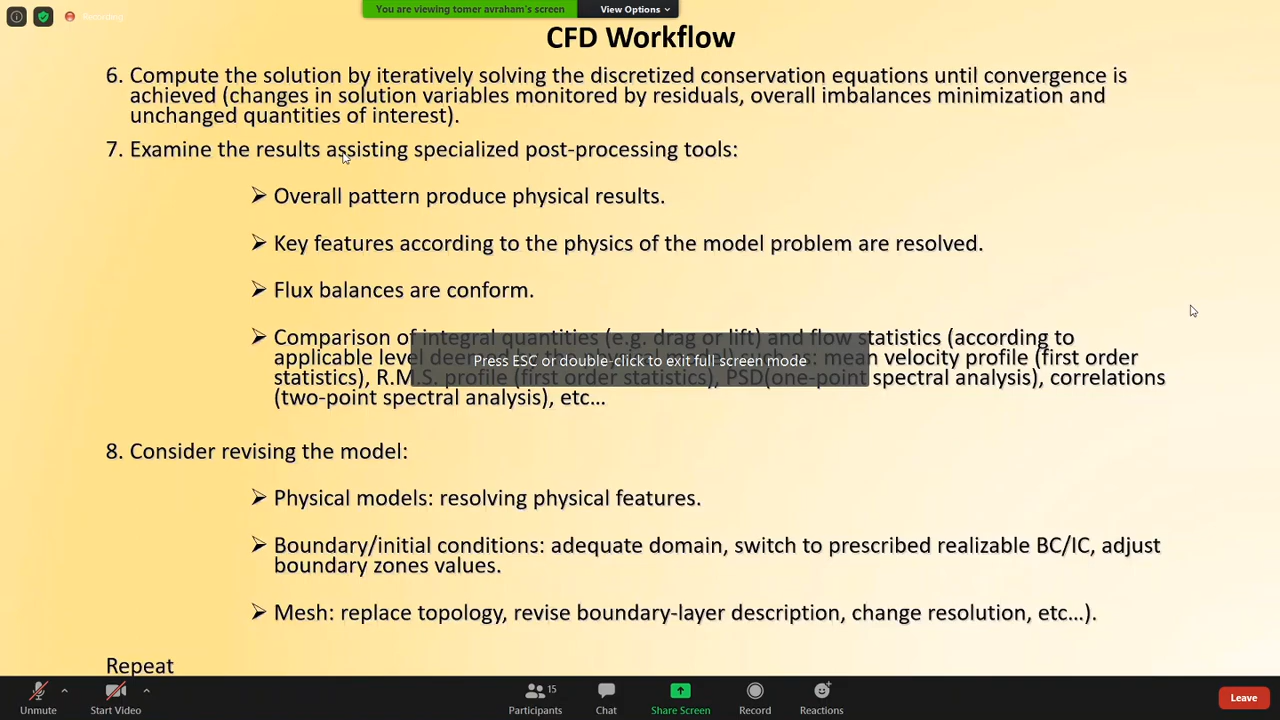 You are viewing tomer avraham's screen
View Options
Recording
CFD Workflow
6. Compute the solution by iteratively solving the discretized conservation equations until convergence is
achieved (changes in solution variables monitored by residuals, overall imbalances minimization and
unchanged quantities of interest).
7. Examine the results assisting specialized post-processing tools:
➢ Overall pattern produce physical results.
➢ Key features according to the physics of the model problem are resolved.
➢ Flux balances are conform.
➢ Comparison of integral quantities (e.g. drag or lift) and flow statistics (according to
applicable level mean velocity profile (first order
Press ESC or double-click to exit full screen mode
statistics), R.M.S. profile (first order statistics), PSD(one-point spectral analysis), correlations
(two-point spectral analysis), etc…
8. Consider revising the model:
➢ Physical models: resolving physical features.
➢ Boundary/initial conditions: adequate domain, switch to prescribed realizable BC/IC, adjust
boundary zones values.
➢ Mesh: replace topology, revise boundary-layer description, change resolution, etc…).
Repeat
Unmute
Start Video
15
Participants
Chat
Share Screen
Record
Reactions
Leave